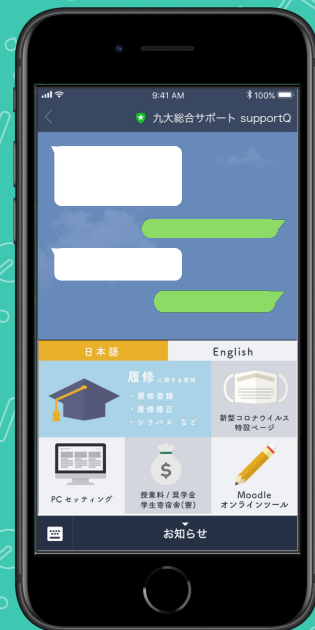 9:41 AM
100%
九大総合サポート supportQ
日本語
English
履修 に関する質問
・履修登録
・履修修正
・シラバス など
新型コロナウイルス
特設ページ
PC セッティング
$
授業料 / 奨学金
学生寄宿舎(寮)
Moodle
オンラインツール
お知らせ